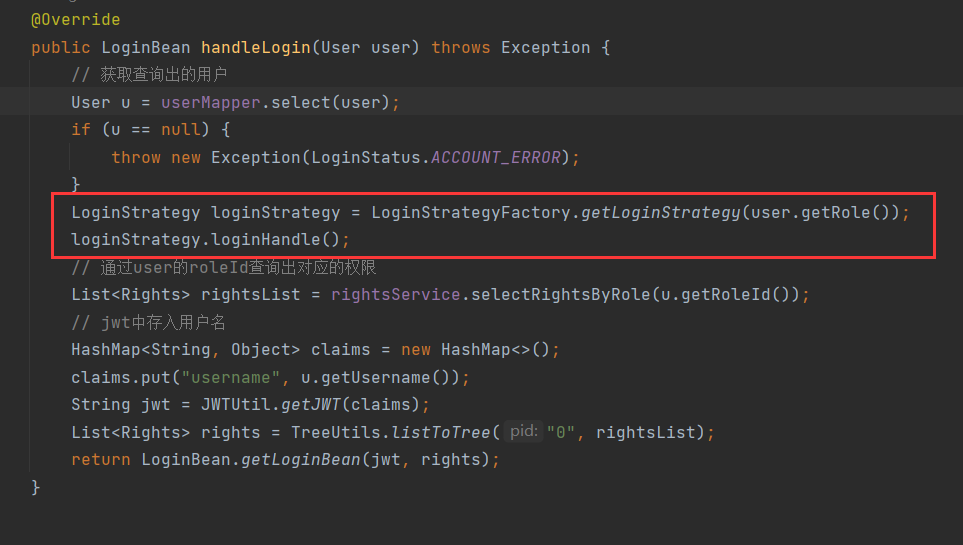 @Override
public LoginBean handleLogin(User user) throws Exception {
// 获取查询出的用户
User u = userMapper.select(user);
if (u == null) {
throw new Exception(LoginStatus.ACCOUNT_ERROR);
}
LoginStrategy loginStrategy = LoginStrategyFactory.getLoginStrategy(user.getRole());
loginStrategy.loginHandle();
// 通过user的roleId查询出对应的权限
List<Rights> rightsList = rightsService.selectRightsByRole(u.getRoleId());
// jwt中存入用户名
HashMap<String, Object> claims = new HashMap<>();
claims.put("username", u.getUsername());
String jwt = JWTUtil.getJWT(claims);
List<Rights> rights = TreeUtils.listToTree( pid: "0", rightsList);
return LoginBean.getLoginBean(jwt, rights);
}